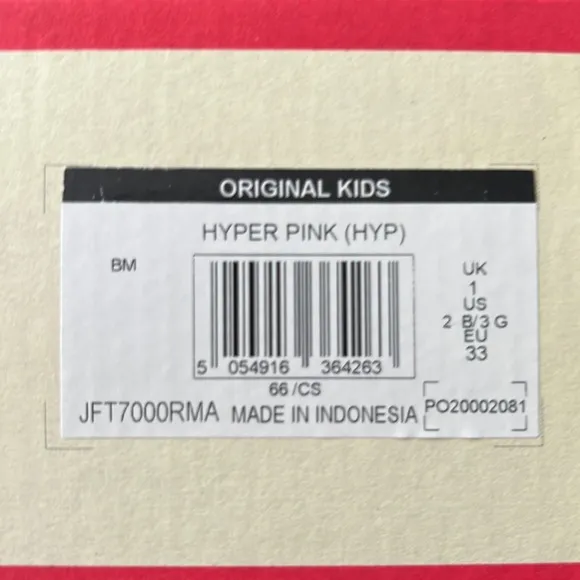 ORIGINAL KIDS
HYPER PINK (HYP)
BM
UK
1
US
2 B/3 G
EU
33
5 054916 364263
66 /CS
JFT7000RMA MADE IN INDONESIA
PO20002081